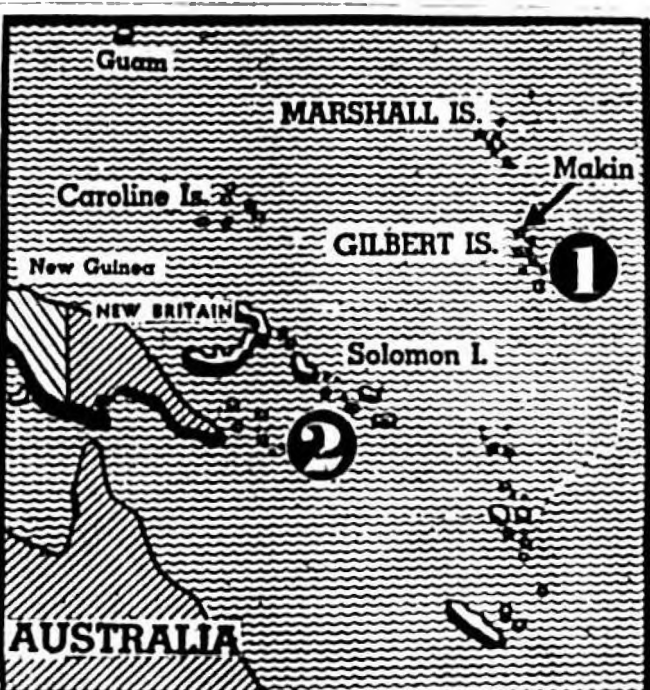 Guam
MARSHALL IS.
Makin
Caroline Is.
GILBERT IS.
1
New Guinea
NEW BRITAIN
Solomon I.
2
AUSTRALIA